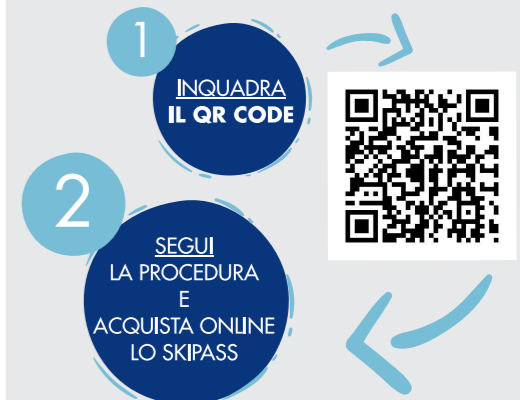 1
INQUADRA
IL QR CODE
2
SEGUI
LA PROCEDURA
E
ACQUISTA ONLINE
LO SKIPASS